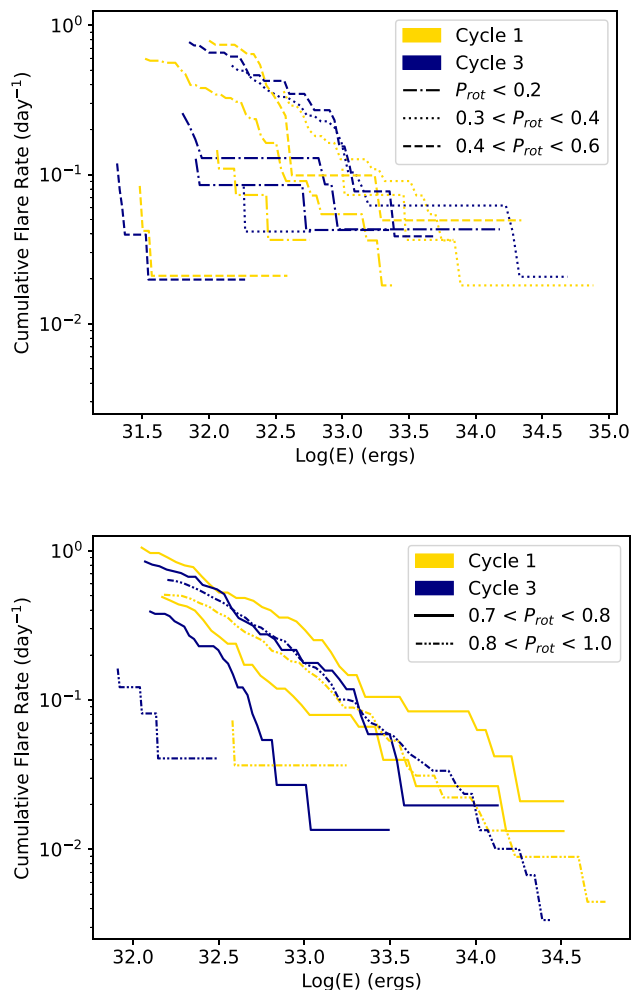 Cumulative Flare Rate (day⁻¹)
10⁰
10⁻¹
10⁻²
Cycle 1
Cycle 3
P_rot < 0.2
0.3 < P_rot < 0.4
0.4 < P_rot < 0.6
31.5 32.0 32.5 33.0 33.5 34.0 34.5 35.0
Log(E) (ergs)
Cumulative Flare Rate (day⁻¹)
10⁰
10⁻¹
10⁻²
Cycle 1
Cycle 3
0.7 < P_rot < 0.8
0.8 < P_rot < 1.0
32.0 32.5 33.0 33.5 34.0 34.5
Log(E) (ergs)